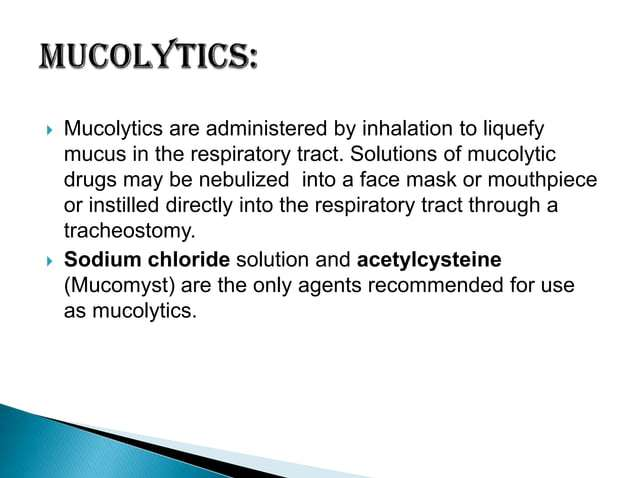 MUCOLYTICS:
Mucolytics are administered by inhalation to liquefy
mucus in the respiratory tract. Solutions of mucolytic
drugs may be nebulized  into a face mask or mouthpiece
or instilled directly into the respiratory tract through a
tracheostomy.
Sodium chloride solution and acetylcysteine
(Mucomyst) are the only agents recommended for use
as mucolytics.